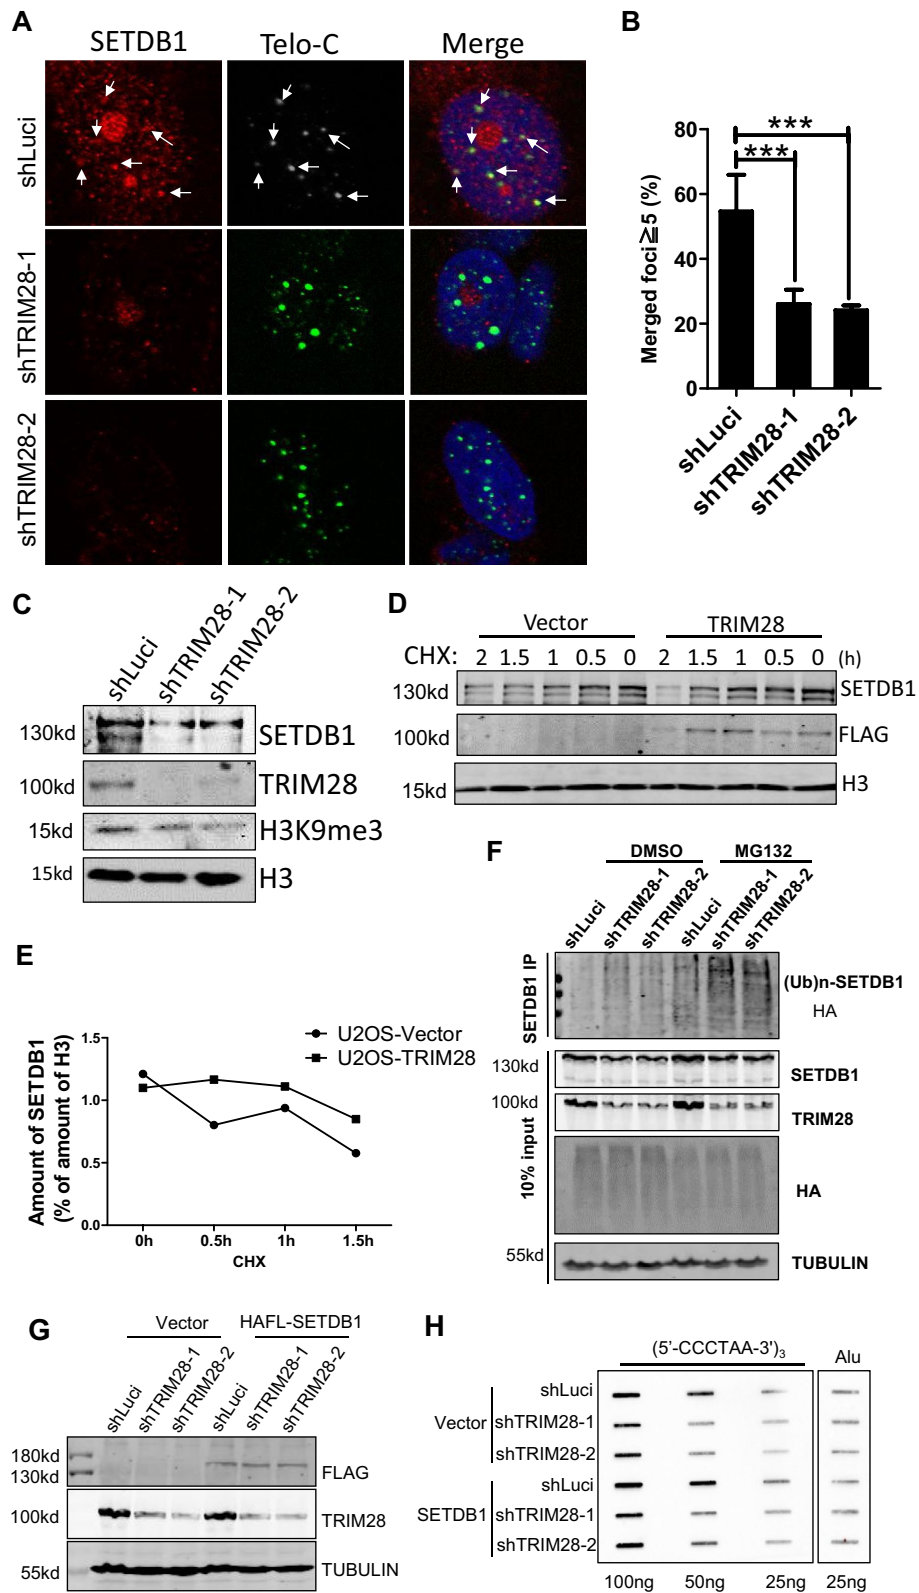 A
SETDB1 Telo-C Merge
shLuci
shTRIM28-1
shTRIM28-2
B
Merged foci≧5 (%)
80
60
40
20
0
***
***
shLuci
shTRIM28-1
shTRIM28-2
C
shLuci shTRIM28-1 shTRIM28-2
130kd SETDB1
100kd TRIM28
15kd H3K9me3
15kd H3
D
Vector TRIM28
CHX: 2 1.5 1 0.5 0 2 1.5 1 0.5 0 (h)
130kd SETDB1
100kd FLAG
15kd H3
E
Amount of SETDB1
(% of amount of H3)
1.5
1.0
0.5
0.0
U2OS-Vector
U2OS-TRIM28
0h 0.5h 1h 1.5h
CHX
F
DMSO MG132
shLuci shTRIM28-1 shTRIM28-2 shLuci shTRIM28-1 shTRIM28-2
SETDB1 IP
(Ub)n-SETDB1
HA
10% input
130kd SETDB1
100kd TRIM28
HA
55kd TUBULIN
G
Vector HAFL-SETDB1
shLuci shTRIM28-1 shTRIM28-2 shLuci shTRIM28-1 shTRIM28-2
180kd
130kd FLAG
100kd TRIM28
55kd TUBULIN
H
(5'-CCCTAA-3')3 Alu
Vector
shLuci
shTRIM28-1
shTRIM28-2
SETDB1
shLuci
shTRIM28-1
shTRIM28-2
100ng 50ng 25ng 25ng